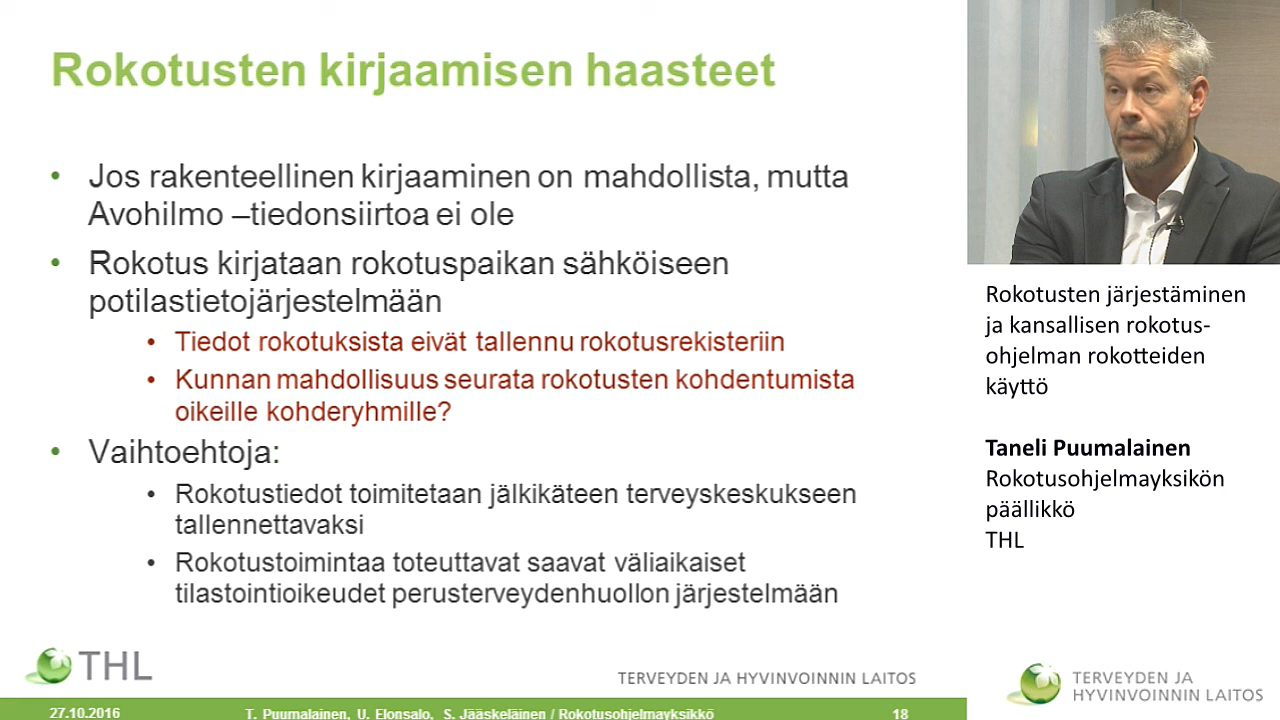 Rokotusten kirjaamisen haasteet
• Jos rakenteellinen kirjaaminen on mahdollista, mutta
Avohilmo –tiedonsiirtoa ei ole
• Rokotus kirjataan rokotuspaikan sähköiseen
potilastietojärjestelmään
• Tiedot rokotuksista eivät tallennu rokotusrekisteriin
• Kunnan mahdollisuus seurata rokotusten kohdentumista
oikeille kohderyhmille?
• Vaihtoehtoja:
• Rokotustiedot toimitetaan jälkikäteen terveyskeskukseen
tallennettavaksi
• Rokotustoimintaa toteuttavat saavat väliaikaiset
tilastointioikeudet perusterveydenhuollon järjestelmään
THL
TERVEYDEN JA HYVINVOINNIN LAITOS
27.10.2016
T. Puumalainen, U. Elonsalo, S. Jääskeläinen / Rokotusohjelmayksikkö
18
Rokotusten järjestäminen
ja kansallisen rokotus-
ohjelman rokotteiden
käyttö
Taneli Puumalainen
Rokotusohjelmayksikön
päällikkö
THL
TERVEYDEN JA
HYVINVOINNIN LAITOS